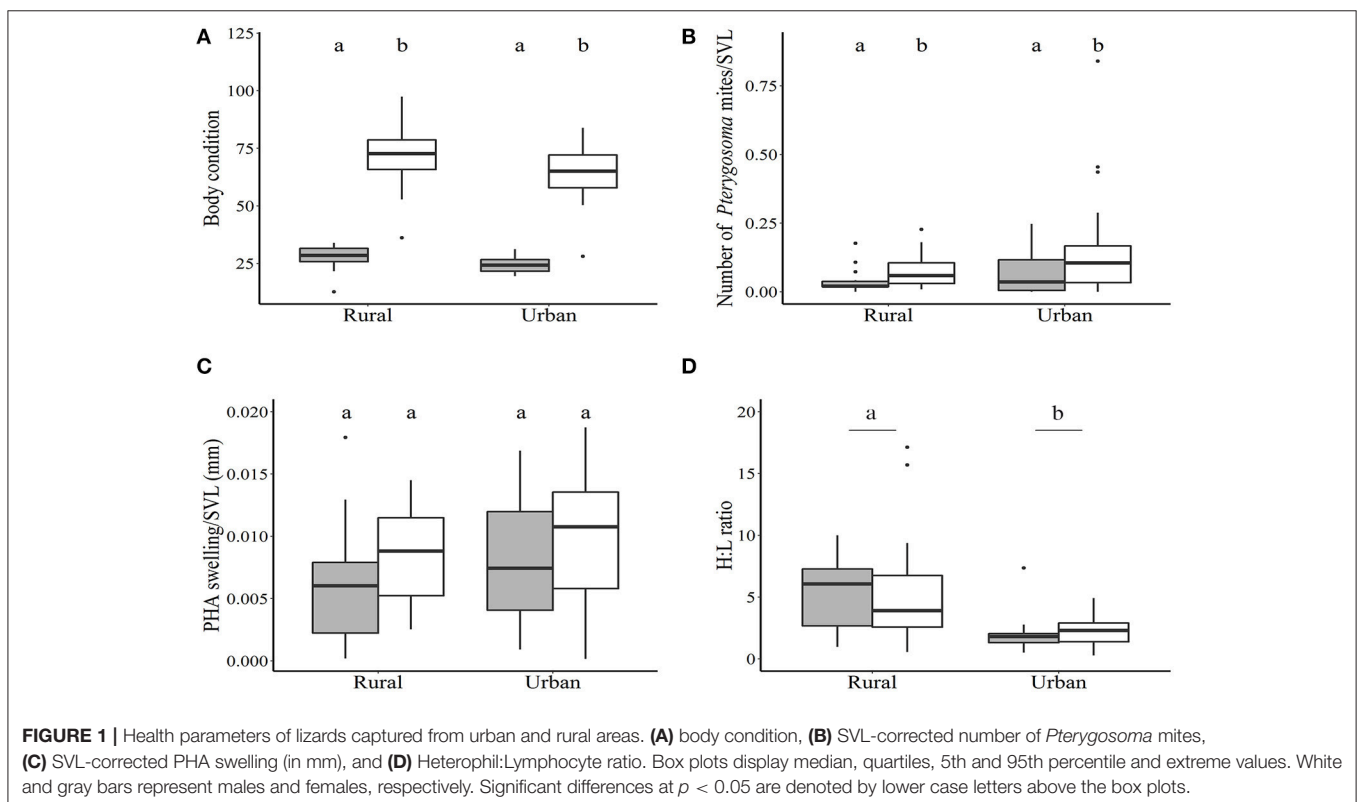 A
125
a b a b
100
75
50
25
Body condition
Rural Urban
B
a b a b
0.75
0.50
0.25
0.00
Number of Pterygosoma mites/SVL
Rural Urban
C
0.020
a a a a
0.015
0.010
0.005
0.000
PHA swelling/SVL (mm)
Rural Urban
D
20
a b
15
10
5
0
H:L ratio
Rural Urban
FIGURE 1 | Health parameters of lizards captured from urban and rural areas. (A) body condition, (B) SVL-corrected number of Pterygosoma mites,
(C) SVL-corrected PHA swelling (in mm), and (D) Heterophil:Lymphocyte ratio. Box plots display median, quartiles, 5th and 95th percentile and extreme values. White
and gray bars represent males and females, respectively. Significant differences at p < 0.05 are denoted by lower case letters above the box plots.